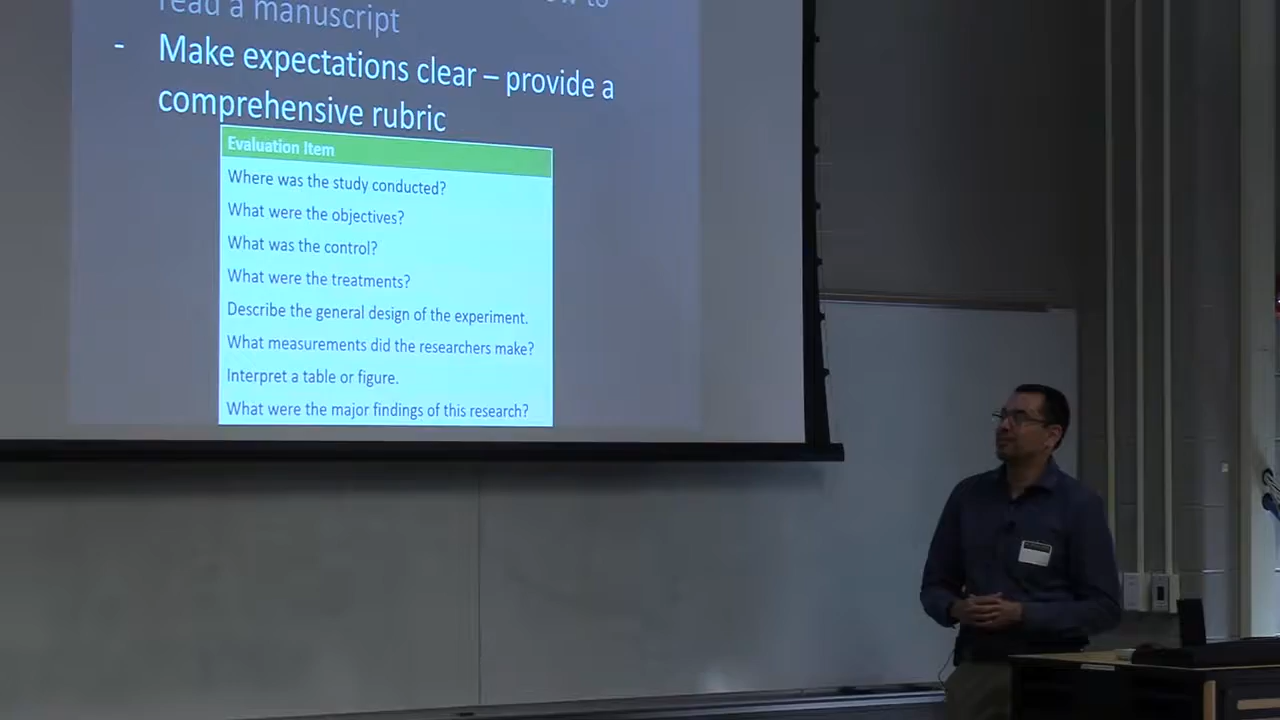 to
read a manuscript
- Make expectations clear – provide a
comprehensive rubric
Evaluation Item
Where was the study conducted?
What were the objectives?
What was the control?
What were the treatments?
Describe the general design of the experiment.
What measurements did the researchers make?
Interpret a table or figure.
What were the major findings of this research?